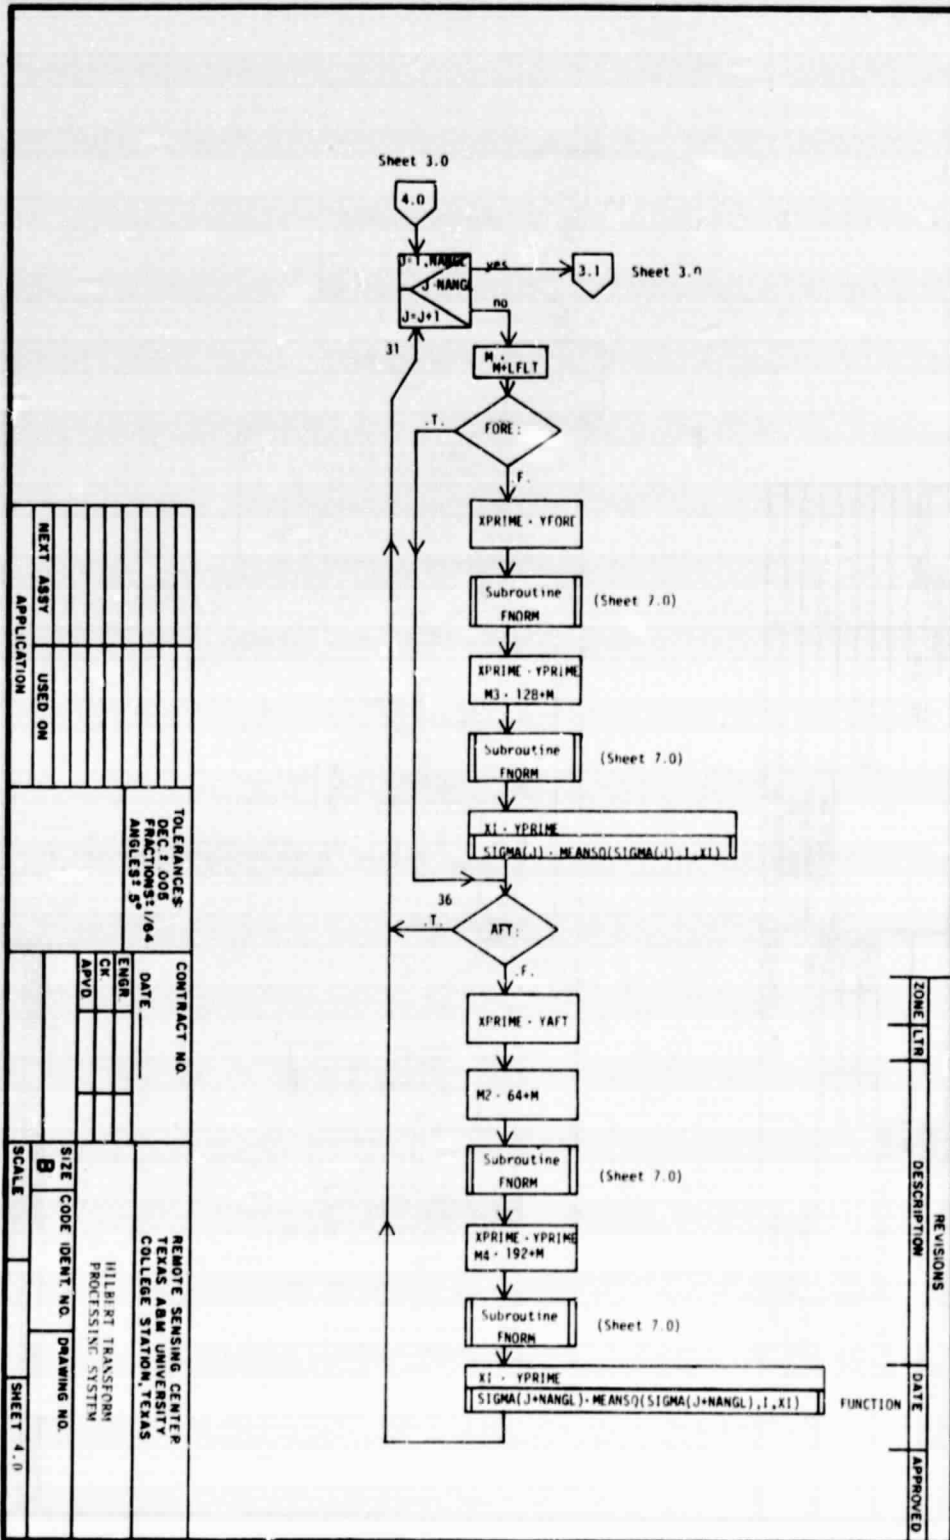 Sheet 3.0
4.0
J=1,NANGL
J-NANGL
J=J+1
yes
3.1
Sheet 3.n
no
31
M -
M+LFLT
FORE:
.T.
.F.
XPRIME - YFORE
Subroutine
FNORM
(Sheet 7.0)
XPRIME - YPRIME
M3 - 128+M
Subroutine
FNORM
(Sheet 7.0)
XI - YPRIME
SIGMA(J) - MEANSQ(SIGMA(J),I,XI)
36
AFT:
.T.
.F.
XPRIME - YAFT
M2 - 64+M
Subroutine
FNORM
(Sheet 7.0)
XPRIME - YPRIME
M4 - 192+M
Subroutine
FNORM
(Sheet 7.0)
XI - YPRIME
SIGMA(J+NANGL)-MEANSQ(SIGMA(J+NANGL),I,XI)
FUNCTION
REVISIONS
ZONE LTR DESCRIPTION DATE APPROVED
NEXT ASSY USED ON
APPLICATION
TOLERANCES:
DEC.± .005
FRACTIONS± 1/64
ANGLES± .5°
CONTRACT NO.
DATE
ENGR.
CK
APVD
REMOTE SENSING CENTER
TEXAS A&M UNIVERSITY
COLLEGE STATION, TEXAS
HILBERT TRANSFORM
PROCESSING SYSTEM
SIZE CODE IDENT. NO. DRAWING NO.
B
SCALE SHEET 4.0